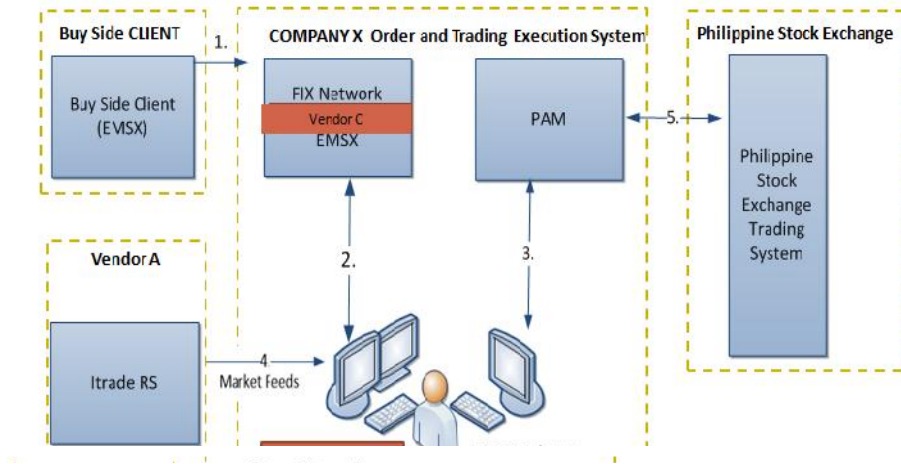 Buy Side CLIENT
1.
COMPANY X Order and Trading Execution System
Philippine Stock Exchange
Buy Side Client
(EMSX)
FIX Network
Vendor C
EMSX
PAM
5.
Philippine
Stock
Exchange
Trading
System
2.
3.
Vendor A
Itrade RS
4.
Market Feeds